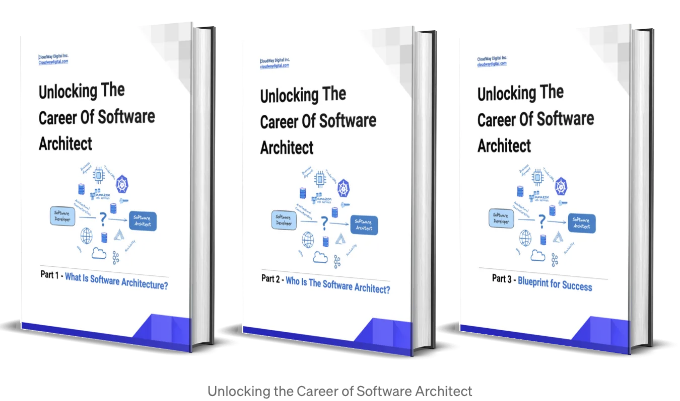 CloudWay Digital Inc.
cloudwaydigital.com
Unlocking The
Career Of Software
Architect
Software
Developer
?
Software
Architect
Part 1 - What Is Software Architecture?
CloudWay Digital Inc.
cloudwaydigital.com
Unlocking The
Career Of Software
Architect
Software
Developer
?
Software
Architect
Part 2 - Who Is The Software Architect?
CloudWay Digital Inc.
cloudwaydigital.com
Unlocking The
Career Of Software
Architect
Software
Developer
?
Software
Architect
Part 3 - Blueprint for Success
Unlocking the Career of Software Architect